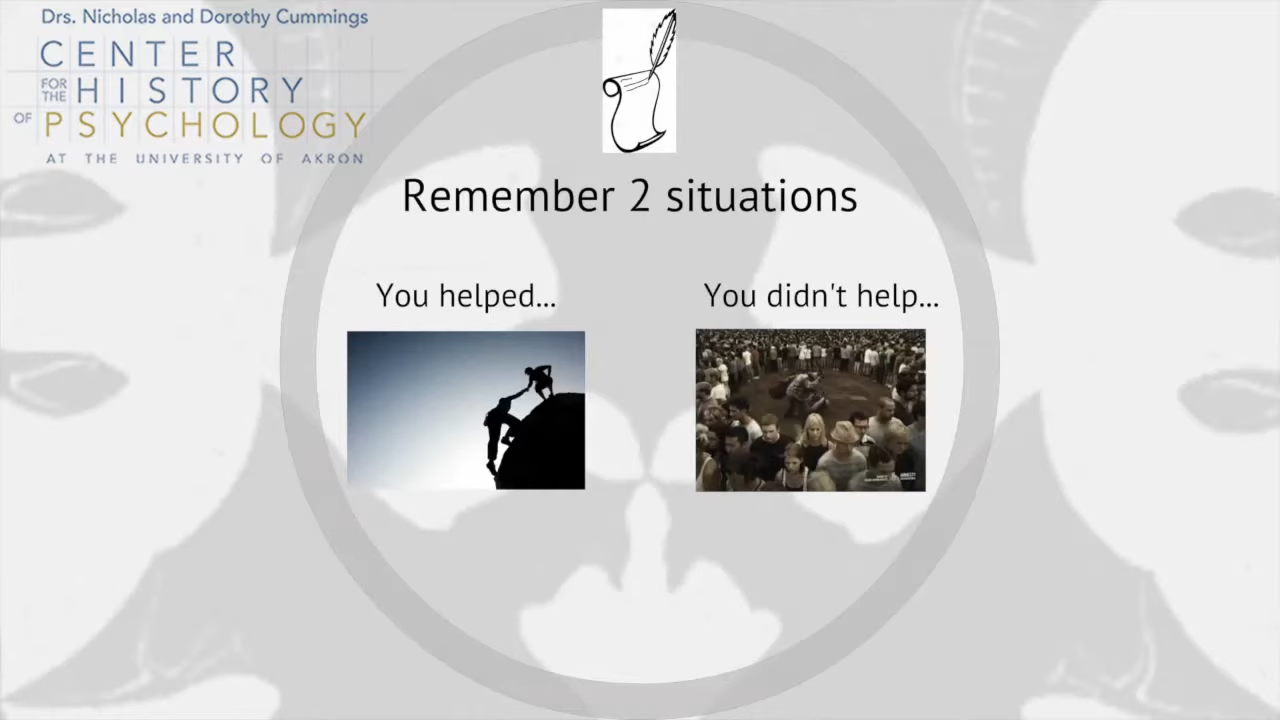 Drs. Nicholas and Dorothy Cummings
CENTER
FOR THE HISTORY
OF PSYCHOLOGY
AT THE UNIVERSITY OF AKRON
Remember 2 situations
You helped...
You didn't help...